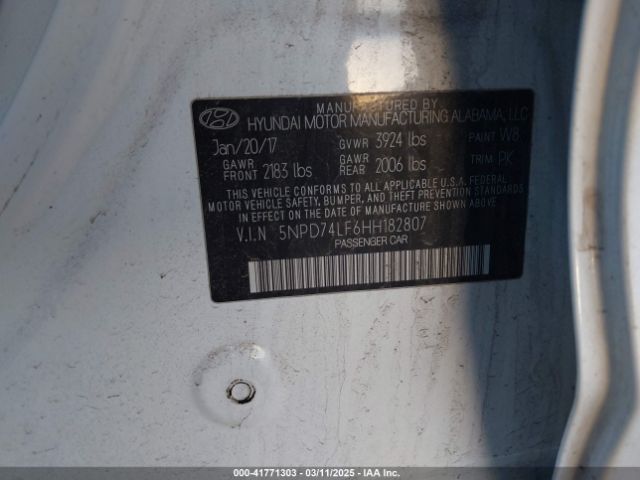 MANUFACTURED BY
HYUNDAI MOTOR MANUFACTURING ALABAMA, LLC
Jan/20/17 GVWR 3924 lbs PAINT W8
GAWR FRONT 2183 lbs GAWR REAR 2006 lbs TRIM PK
THIS VEHICLE CONFORMS TO ALL APPLICABLE U.S.A. FEDERAL
MOTOR VEHICLE SAFETY, BUMPER, AND THEFT PREVENTION STANDARDS
IN EFFECT ON THE DATE OF MANUFACTURE SHOWN ABOVE.
V.I.N 5NPD74LF6HH182807
PASSENGER CAR
000-41771303 - 03/11/2025 - IAA Inc.